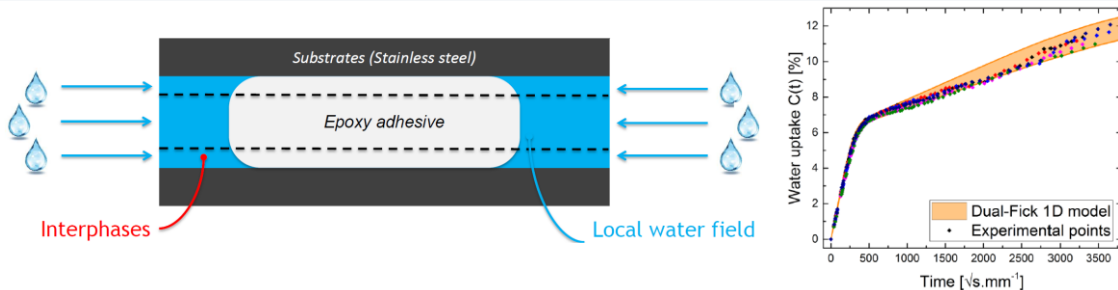 Substrates (Stainless steel)
Epoxy adhesive
Interphases
Local water field
Water uptake C(t) [%]
12
10
8
6
4
2
0
Dual-Fick 1D model
Experimental points
0 500 1000 1500 2000 2500 3000 3500
Time [√s.mm⁻¹]